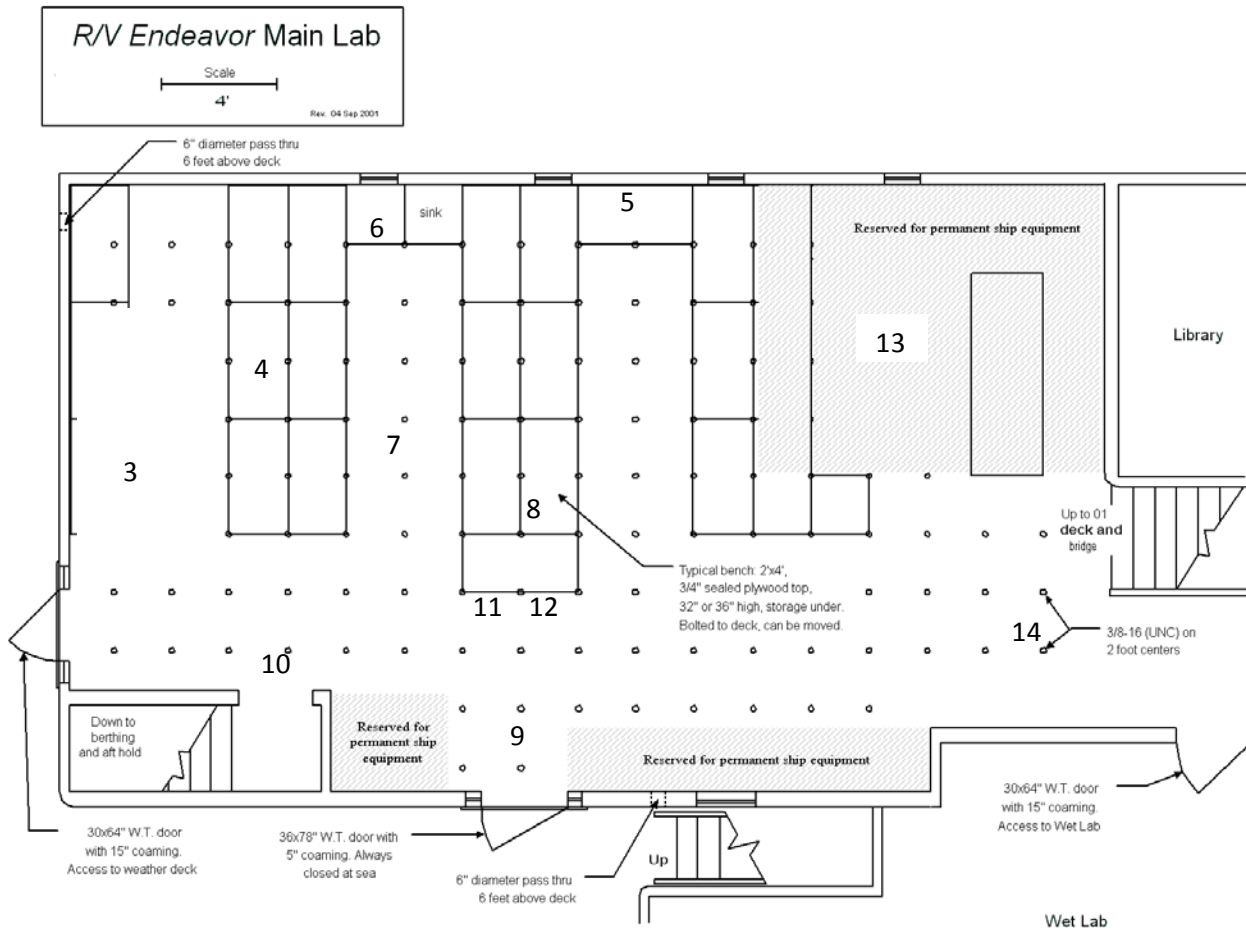 R/V Endeavor Main Lab
Scale
4'
Rev. 04 Sep 2001
6" diameter pass thru
6 feet above deck
sink
5
6
Reserved for permanent ship equipment
13
Library
4
3
7
8
Up to 01
deck and
bridge
Typical bench: 2'x4',
3/4" sealed plywood top,
32" or 36" high, storage under.
Bolted to deck, can be moved.
11
12
14
3/8-16 (UNC) on
2 foot centers
10
Down to
berthing
and aft hold
Reserved for
permanent ship
equipment
9
Reserved for permanent ship equipment
30x64" W.T. door
with 15" coaming.
Access to weather deck
36x78" W.T. door with
5" coaming. Always
closed at sea
6" diameter pass thru
6 feet above deck
Up
30x64" W.T. door
with 15" coaming.
Access to Wet Lab
Wet Lab